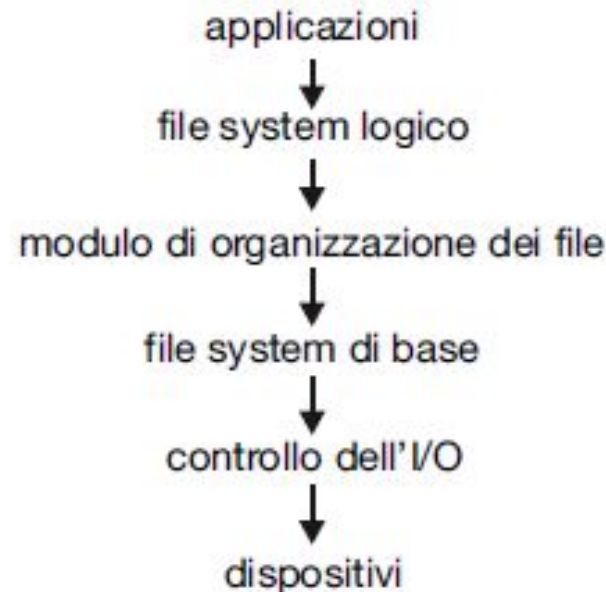 applicazioni
file system logico
modulo di organizzazione dei file
file system di base
controllo dell'I/O
dispositivi